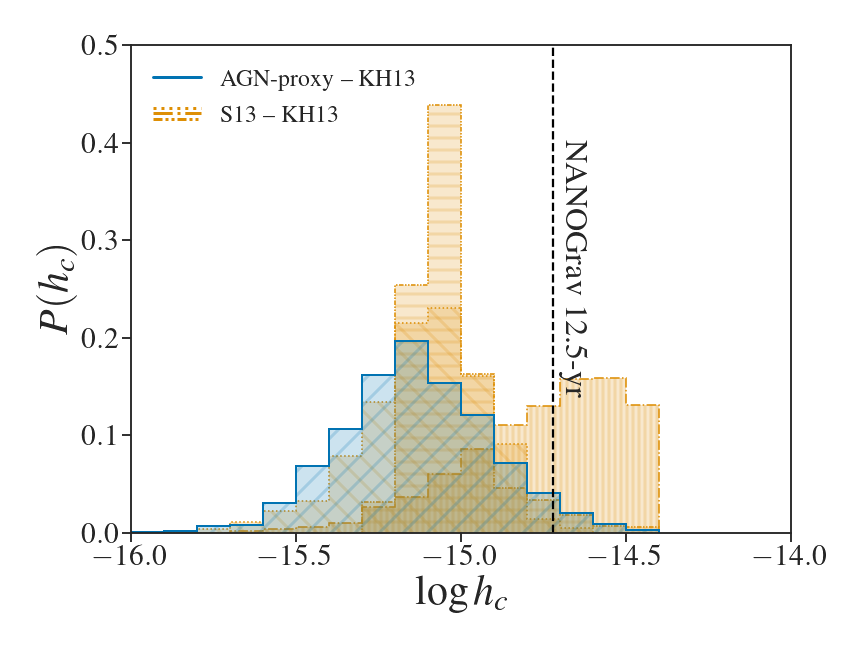 0.5
AGN-proxy – KH13
S13 – KH13
0.4
0.3
0.2
0.1
0.0
P(h_c)
NANOGrav 12.5-yr
−16.0 −15.5 −15.0 −14.5 −14.0
log h_c